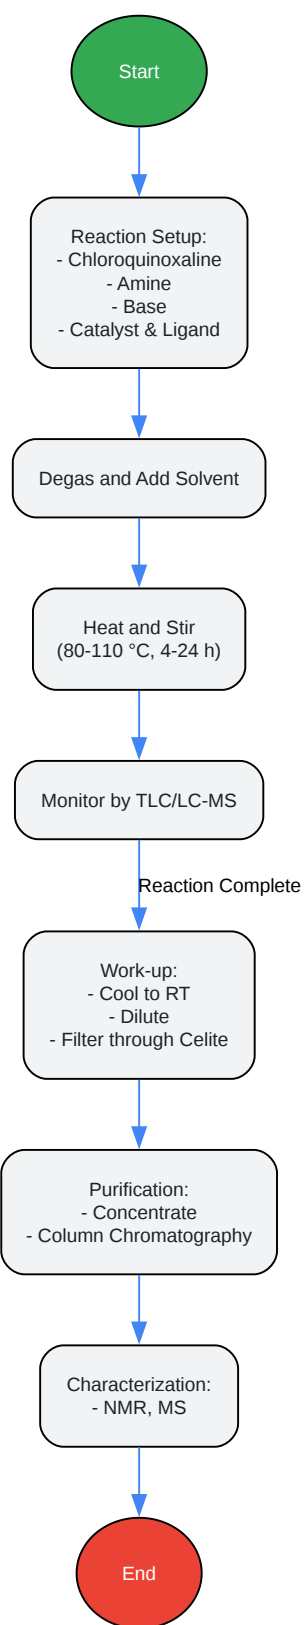 Start
Reaction Setup:
- Chloroquinoxaline
- Amine
- Base
- Catalyst & Ligand
Degas and Add Solvent
Heat and Stir
(80-110 °C, 4-24 h)
Monitor by TLC/LC-MS
Reaction Complete
Work-up:
- Cool to RT
- Dilute
- Filter through Celite
Purification:
- Concentrate
- Column Chromatography
Characterization:
- NMR, MS
End